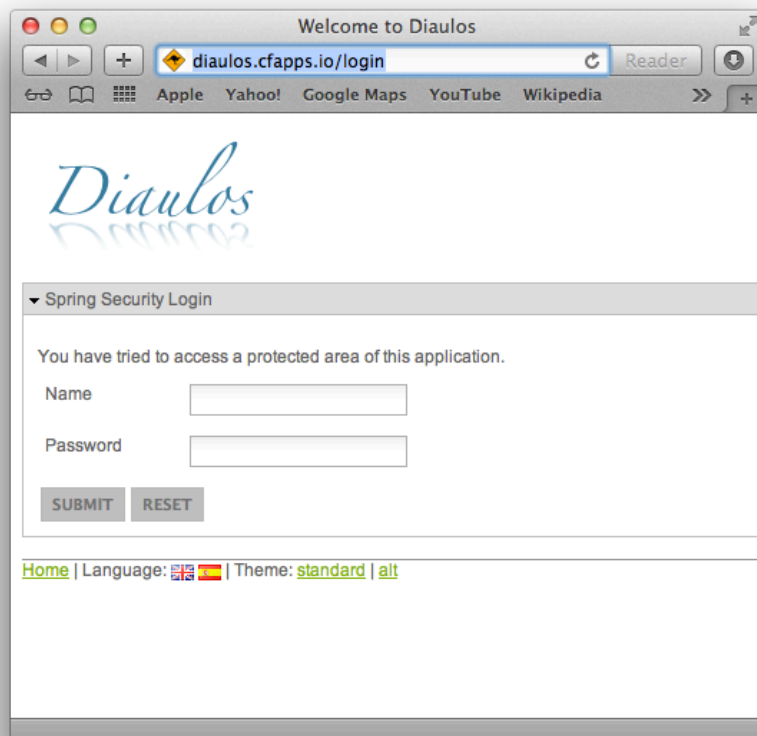 Welcome to Diaulos
diaulos.cfapps.io/login
Reader
Apple Yahoo! Google Maps YouTube Wikipedia
Diaulos
Spring Security Login
You have tried to access a protected area of this application.
Name
Password
SUBMIT RESET
Home | Language: | Theme: standard | alt